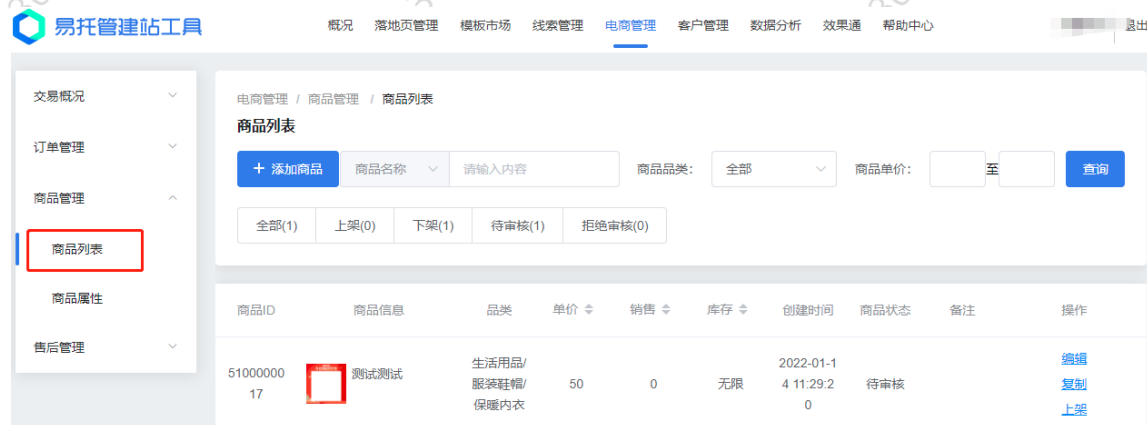 易托管建站工具
概况 落地页管理 模板市场 线索管理 电商管理 客户管理 数据分析 效果通 帮助中心
交易概况
订单管理
商品管理
商品列表
商品属性
售后管理
电商管理 / 商品管理 / 商品列表
商品列表
+ 添加商品 商品名称 请输入内容 商品品类: 全部 商品单价: 至 查询
全部(1) 上架(0) 下架(1) 待审核(1) 拒绝审核(0)
商品ID 商品信息 品类 单价 销售 库存 创建时间 商品状态 备注 操作
51000000
17
测试测试
生活用品/
服装鞋帽/
保暖内衣
50 0 无限
2022-01-1
4 11:29:2
0
待审核
编辑
复制
上架